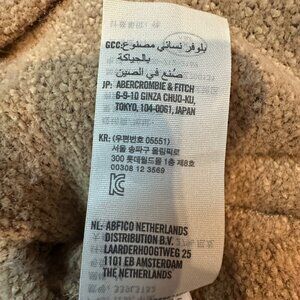 GCC: بلوفر نسائي مصنوع
بالحياكة
صُنع في الصين
JP: ABERCROMBIE & FITCH
6-9-10 GINZA CHUO-KU,
TOKYO, 104-0061, JAPAN
KR: (우편번호 05551)
서울 송파구 올림픽로
300 롯데월드몰 1층 제8호
00308 12 3569
NL: ABFICO NETHERLANDS
DISTRIBUTION B.V.
LAARDERHOOGTWEG 25
1101 EB AMSTERDAM
THE NETHERLANDS